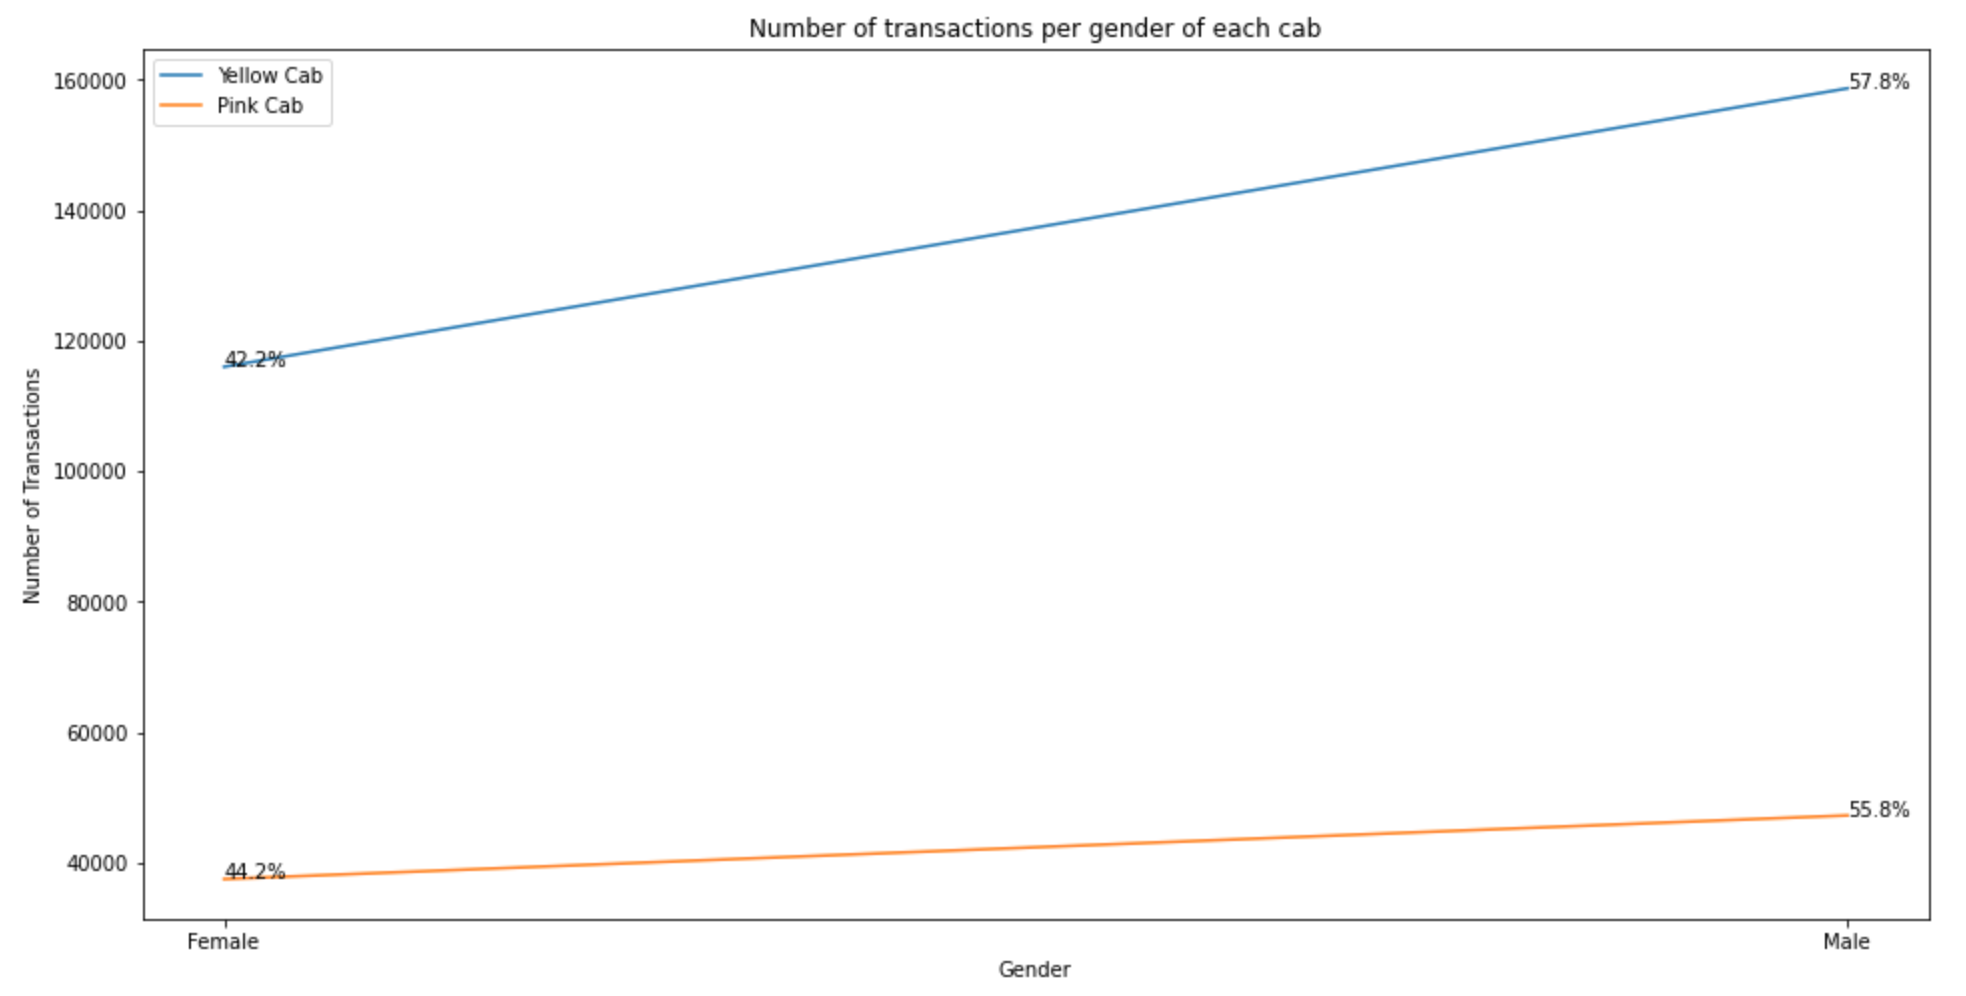 Number of transactions per gender of each cab
Yellow Cab
Pink Cab
160000
140000
120000
100000
80000
60000
40000
Number of Transactions
57.8%
42.2%
55.8%
44.2%
Female
Male
Gender